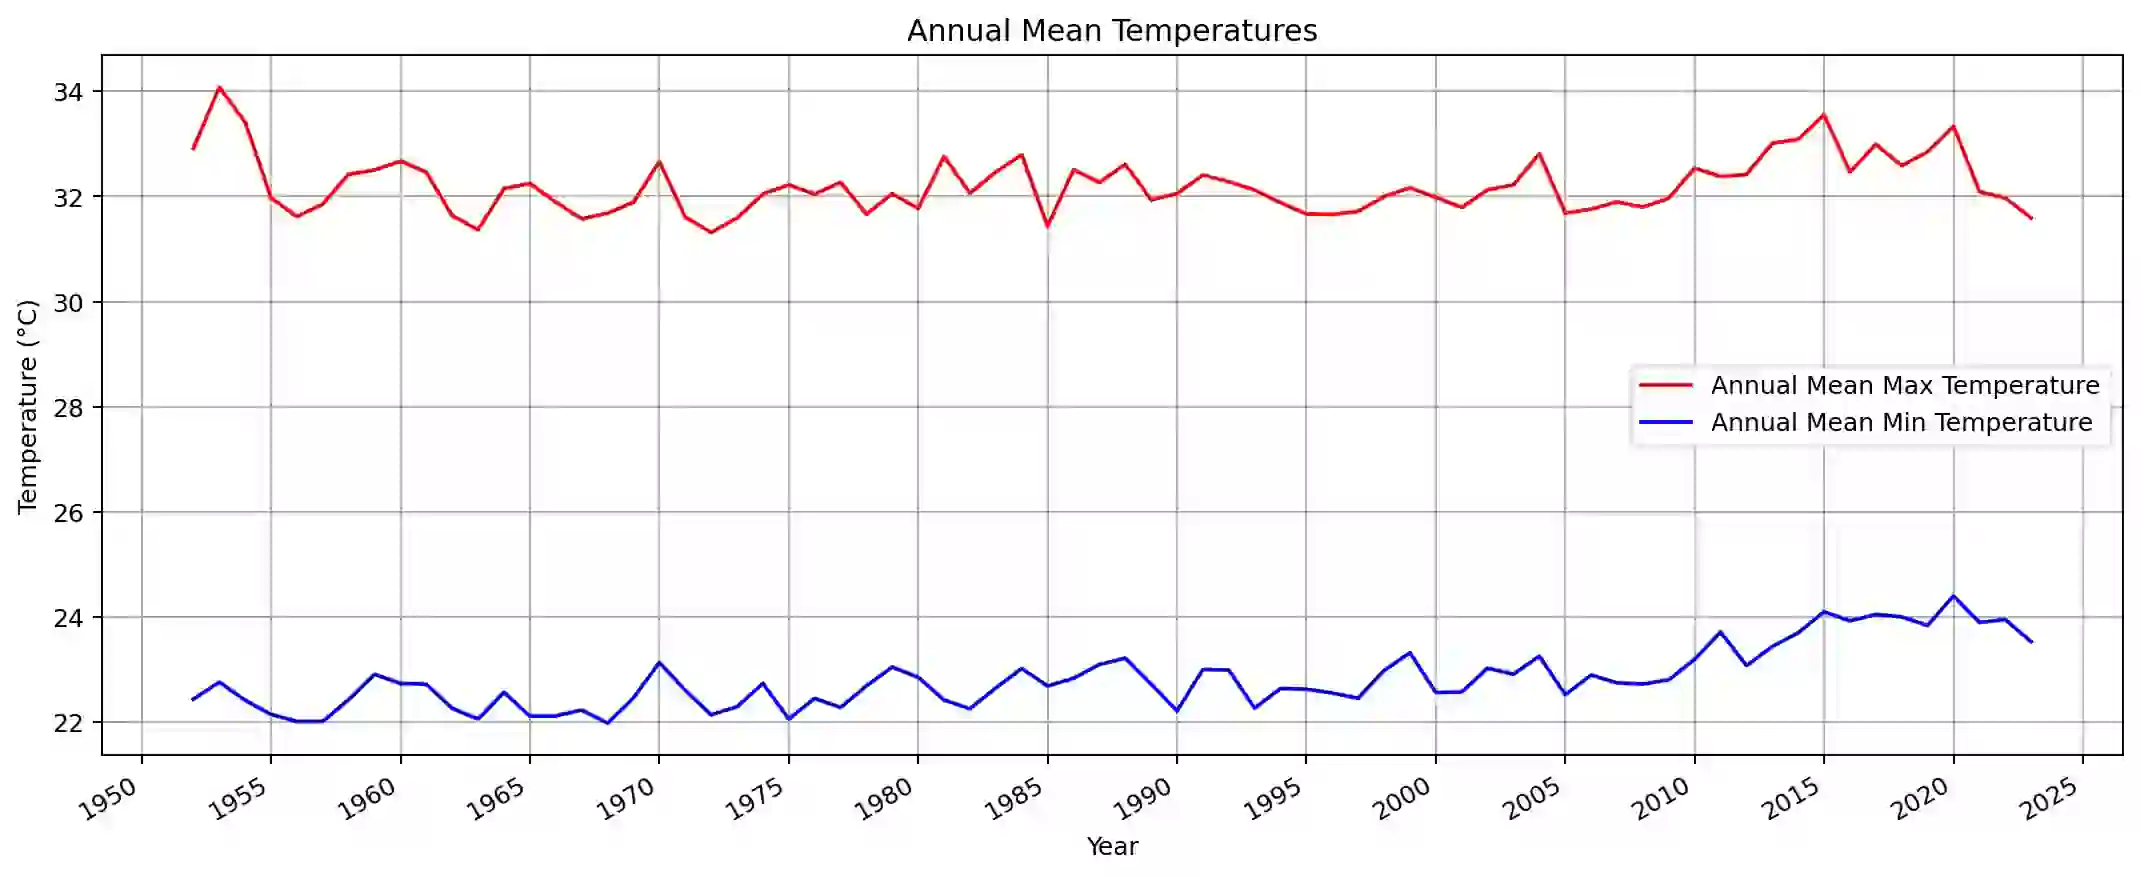 Annual Mean Temperatures
Temperature (°C)
34
32
30
28
26
24
22
Annual Mean Max Temperature
Annual Mean Min Temperature
1950 1955 1960 1965 1970 1975 1980 1985 1990 1995 2000 2005 2010 2015 2020 2025
Year